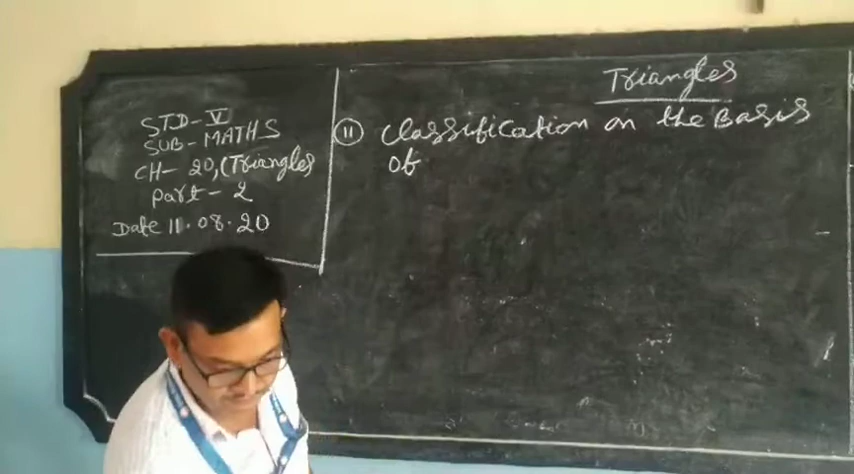 STD-V
SUB-MATHS
CH- 20, (Triangles
Part - 2
Date 11.08.20
Triangles
(II) Classification on the Basis
of